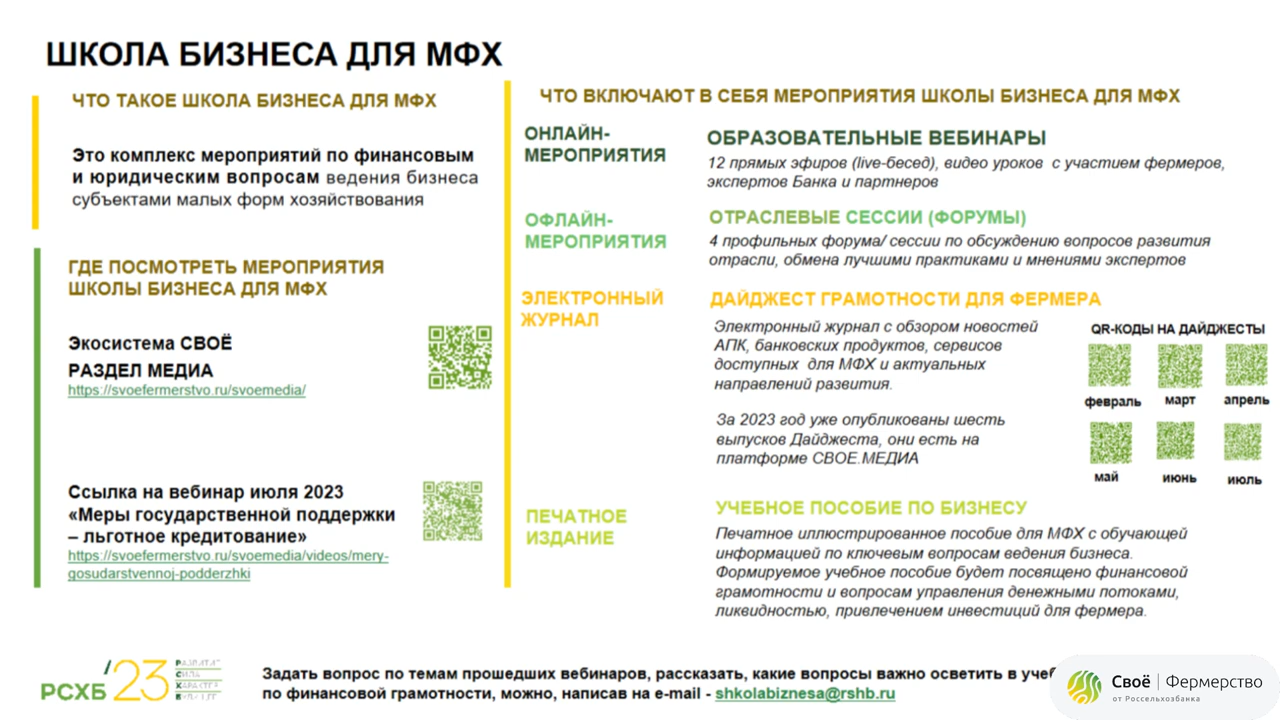 ШКОЛА БИЗНЕСА ДЛЯ МФХ
ЧТО ТАКОЕ ШКОЛА БИЗНЕСА ДЛЯ МФХ
Это комплекс мероприятий по финансовым
и юридическим вопросам ведения бизнеса
субъектами малых форм хозяйствования
ГДЕ ПОСМОТРЕТЬ МЕРОПРИЯТИЯ
ШКОЛЫ БИЗНЕСА ДЛЯ МФХ
Экосистема СВОЁ
РАЗДЕЛ МЕДИА
https://svoefermerstvo.ru/svoemedia/
Ссылка на вебинар июля 2023
«Меры государственной поддержки
– льготное кредитование»
https://svoefermerstvo.ru/svoemedia/videos/mery-
gosudarstvennoj-podderzhki
ЧТО ВКЛЮЧАЮТ В СЕБЯ МЕРОПРИЯТИЯ ШКОЛЫ БИЗНЕСА ДЛЯ МФХ
ОНЛАЙН-
МЕРОПРИЯТИЯ
ОБРАЗОВАТЕЛЬНЫЕ ВЕБИНАРЫ
12 прямых эфиров (live-бесед), видео уроков с участием фермеров,
экспертов Банка и партнеров
ОФЛАЙН-
МЕРОПРИЯТИЯ
ОТРАСЛЕВЫЕ СЕССИИ (ФОРУМЫ)
4 профильных форума/ сессии по обсуждению вопросов развития
отрасли, обмена лучшими практиками и мнениями экспертов
ЭЛЕКТРОННЫЙ
ЖУРНАЛ
ДАЙДЖЕСТ ГРАМОТНОСТИ ДЛЯ ФЕРМЕРА
Электронный журнал с обзором новостей
АПК, банковских продуктов, сервисов
доступных для МФХ и актуальных
направлений развития.
За 2023 год уже опубликованы шесть
выпусков Дайджеста, они есть на
платформе СВОЕ.МЕДИА
QR-КОДЫ НА ДАЙДЖЕСТЫ
февраль март апрель
май июнь июль
ПЕЧАТНОЕ
ИЗДАНИЕ
УЧЕБНОЕ ПОСОБИЕ ПО БИЗНЕСУ
Печатное иллюстрированное пособие для МФХ с обучающей
информацией по ключевым вопросам ведения бизнеса.
Формируемое учебное пособие будет посвящено финансовой
грамотности и вопросам управления денежными потоками,
ликвидностью, привлечением инвестиций для фермера.
РСХБ /23
Задать вопрос по темам прошедших вебинаров, рассказать, какие вопросы важно осветить в
по финансовой грамотности, можно, написав на e-mail - shkolabiznesa@rshb.ru
Своё | Фермерство
от Россельхозбанка